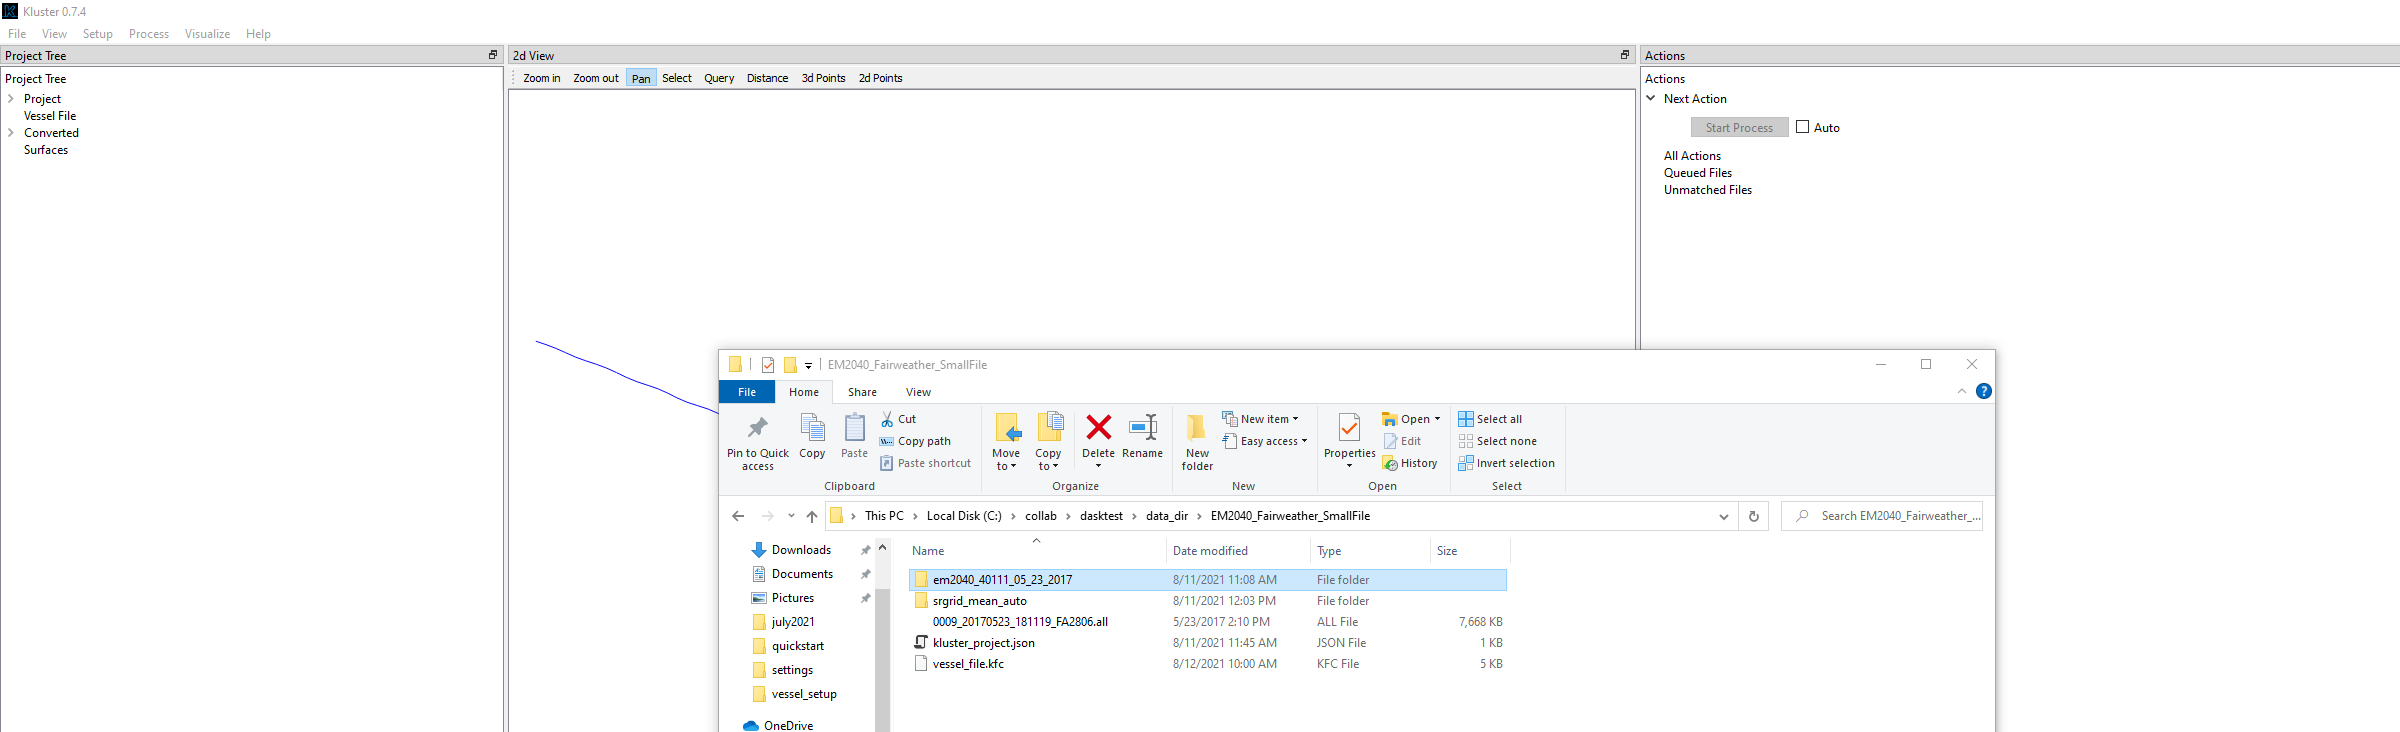 Kluster 0.7.4
File View Setup Process Visualize Help
Project Tree
Project Tree
Project
Vessel File
Converted
Surfaces
2d View
Zoom in Zoom out Pan Select Query Distance 3d Points 2d Points
Actions
Actions
Next Action
Start Process Auto
All Actions
Queued Files
Unmatched Files
EM2040_Fairweather_SmallFile
File Home Share View
Pin to Quick access
Copy
Paste
Cut
Copy path
Paste shortcut
Clipboard
Move to
Copy to
Delete
Rename
Organize
New folder
New item
Easy access
New
Properties
Open
Edit
History
Open
Select all
Select none
Invert selection
Select
This PC > Local Disk (C:) > collab > dasktest > data_dir > EM2040_Fairweather_SmallFile
Search EM2040_Fairweather_...
Downloads
Documents
Pictures
july2021
quickstart
settings
vessel_setup
OneDrive
Name Date modified Type Size
em2040_40111_05_23_2017 8/11/2021 11:08 AM File folder
srgrid_mean_auto 8/11/2021 12:03 PM File folder
0009_20170523_181119_FA2806.all 5/23/2017 2:10 PM ALL File 7,668 KB
kluster_project.json 8/11/2021 11:45 AM JSON File 1 KB
vessel_file.kfc 8/12/2021 10:00 AM KFC File 5 KB